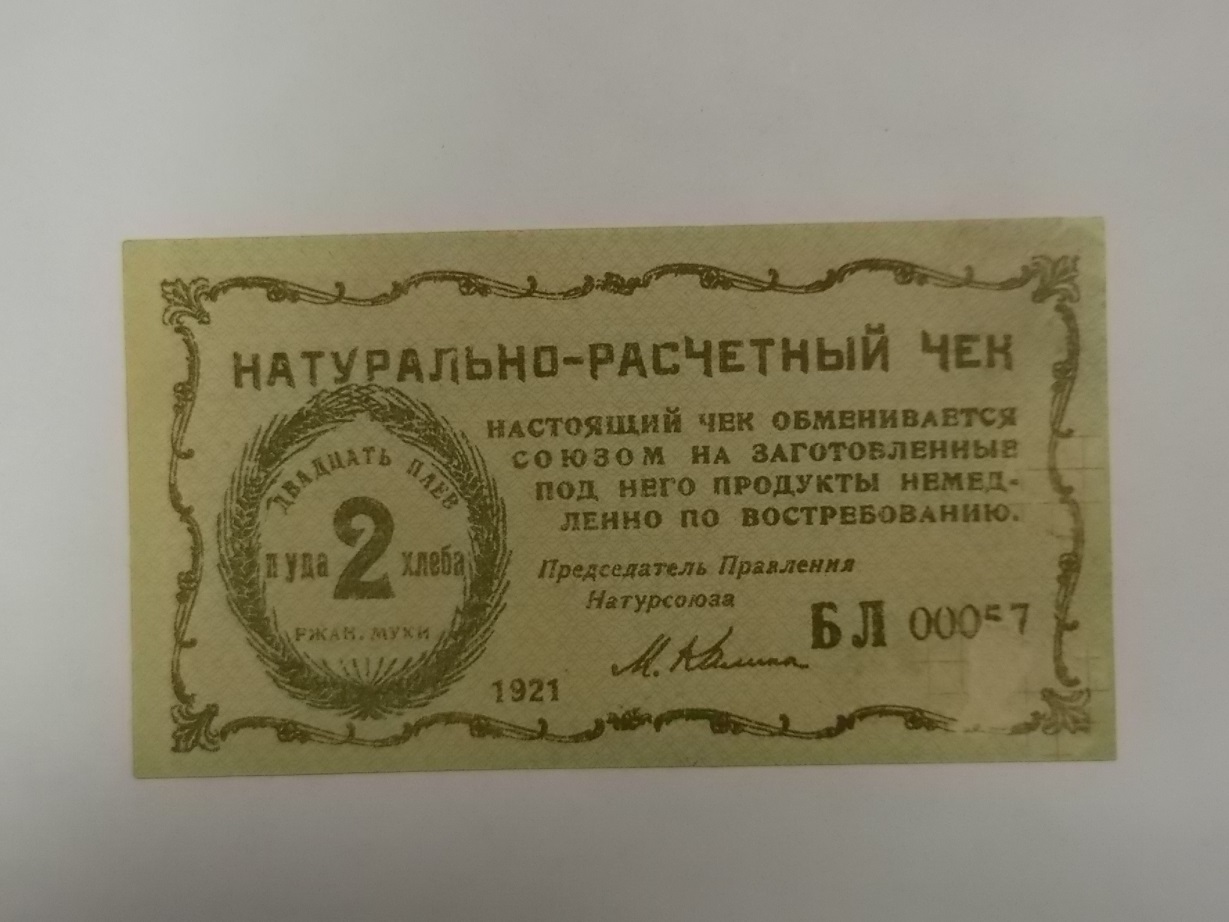 НАТУРАЛЬНО-РАСЧЕТНЫЙ ЧЕК
НАСТОЯЩИЙ ЧЕК ОБМЕНИВАЕТСЯ
СОЮЗОМ НА ЗАГОТОВЛЕННЫЕ
ПОД НЕГО ПРОДУКТЫ НЕМЕД-
ЛЕННО ПО ВОСТРЕБОВАНИЮ.
ДВАДЦАТЬ ПАЕВ
пуда 2 хлеба
РЖАН. МУКИ
Председатель Правления
Натурсоюза
БЛ 00057
1921